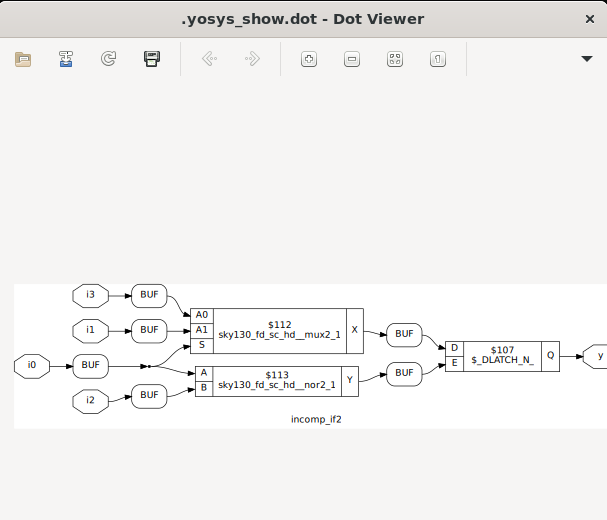 .yosys_show.dot - Dot Viewer
i3
BUF
A0
$112
sky130_fd_sc_hd__mux2_1
X
i1
BUF
A1
S
BUF
D
$107
$_DLATCH_N_
Q
y
E
i0
BUF
A
$113
sky130_fd_sc_hd__nor2_1
Y
BUF
B
i2
BUF
incomp_if2